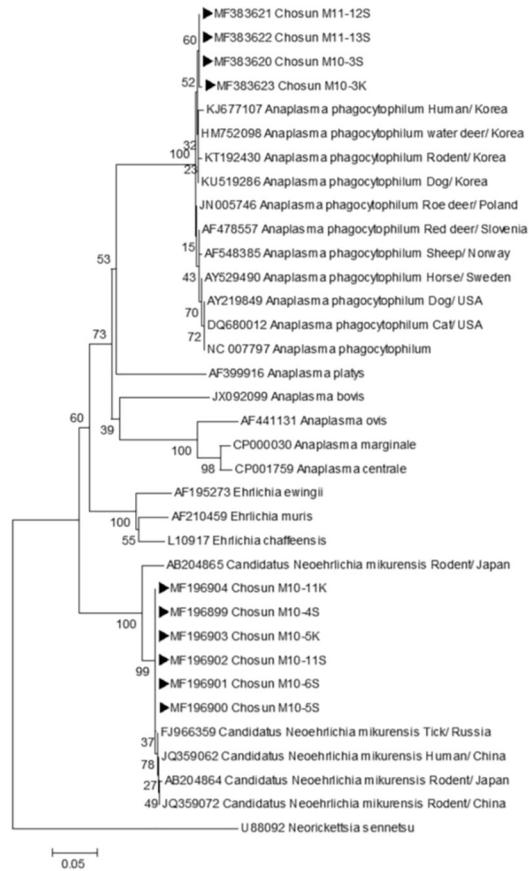 MF383621 Chosun M11-12S
60
MF383622 Chosun M11-13S
MF383620 Chosun M10-3S
52
MF383623 Chosun M10-3K
KJ677107 Anaplasma phagocytophilum Human/ Korea
HM752098 Anaplasma phagocytophilum water deer/ Korea
32
100
KT192430 Anaplasma phagocytophilum Rodent/ Korea
23
KU519286 Anaplasma phagocytophilum Dog/ Korea
JN005746 Anaplasma phagocytophilum Roe deer/ Poland
AF478557 Anaplasma phagocytophilum Red deer/ Slovenia
15
AF548385 Anaplasma phagocytophilum Sheep/ Norway
53
43
AY529490 Anaplasma phagocytophilum Horse/ Sweden
AY219849 Anaplasma phagocytophilum Dog/ USA
70
DQ680012 Anaplasma phagocytophilum Cat/ USA
73
72
NC 007797 Anaplasma phagocytophilum
AF399916 Anaplasma platys
JX092099 Anaplasma bovis
60
39
AF441131 Anaplasma ovis
100
CP000030 Anaplasma marginale
98
CP001759 Anaplasma centrale
AF195273 Ehrlichia ewingii
100
AF210459 Ehrlichia muris
55
L10917 Ehrlichia chaffeensis
AB204865 Candidatus Neoehrlichia mikurensis Rodent/ Japan
MF196904 Chosun M10-11K
MF196899 Chosun M10-4S
100
MF196903 Chosun M10-5K
MF196902 Chosun M10-11S
99
MF196901 Chosun M10-6S
MF196900 Chosun M10-5S
FJ966359 Candidatus Neoehrlichia mikurensis Tick/ Russia
37
JQ359062 Candidatus Neoehrlichia mikurensis Human/ China
78
AB204864 Candidatus Neoehrlichia mikurensis Rodent/ Japan
27
49
JQ359072 Candidatus Neoehrlichia mikurensis Rodent/ China
U88092 Neorickettsia sennetsu
0.05